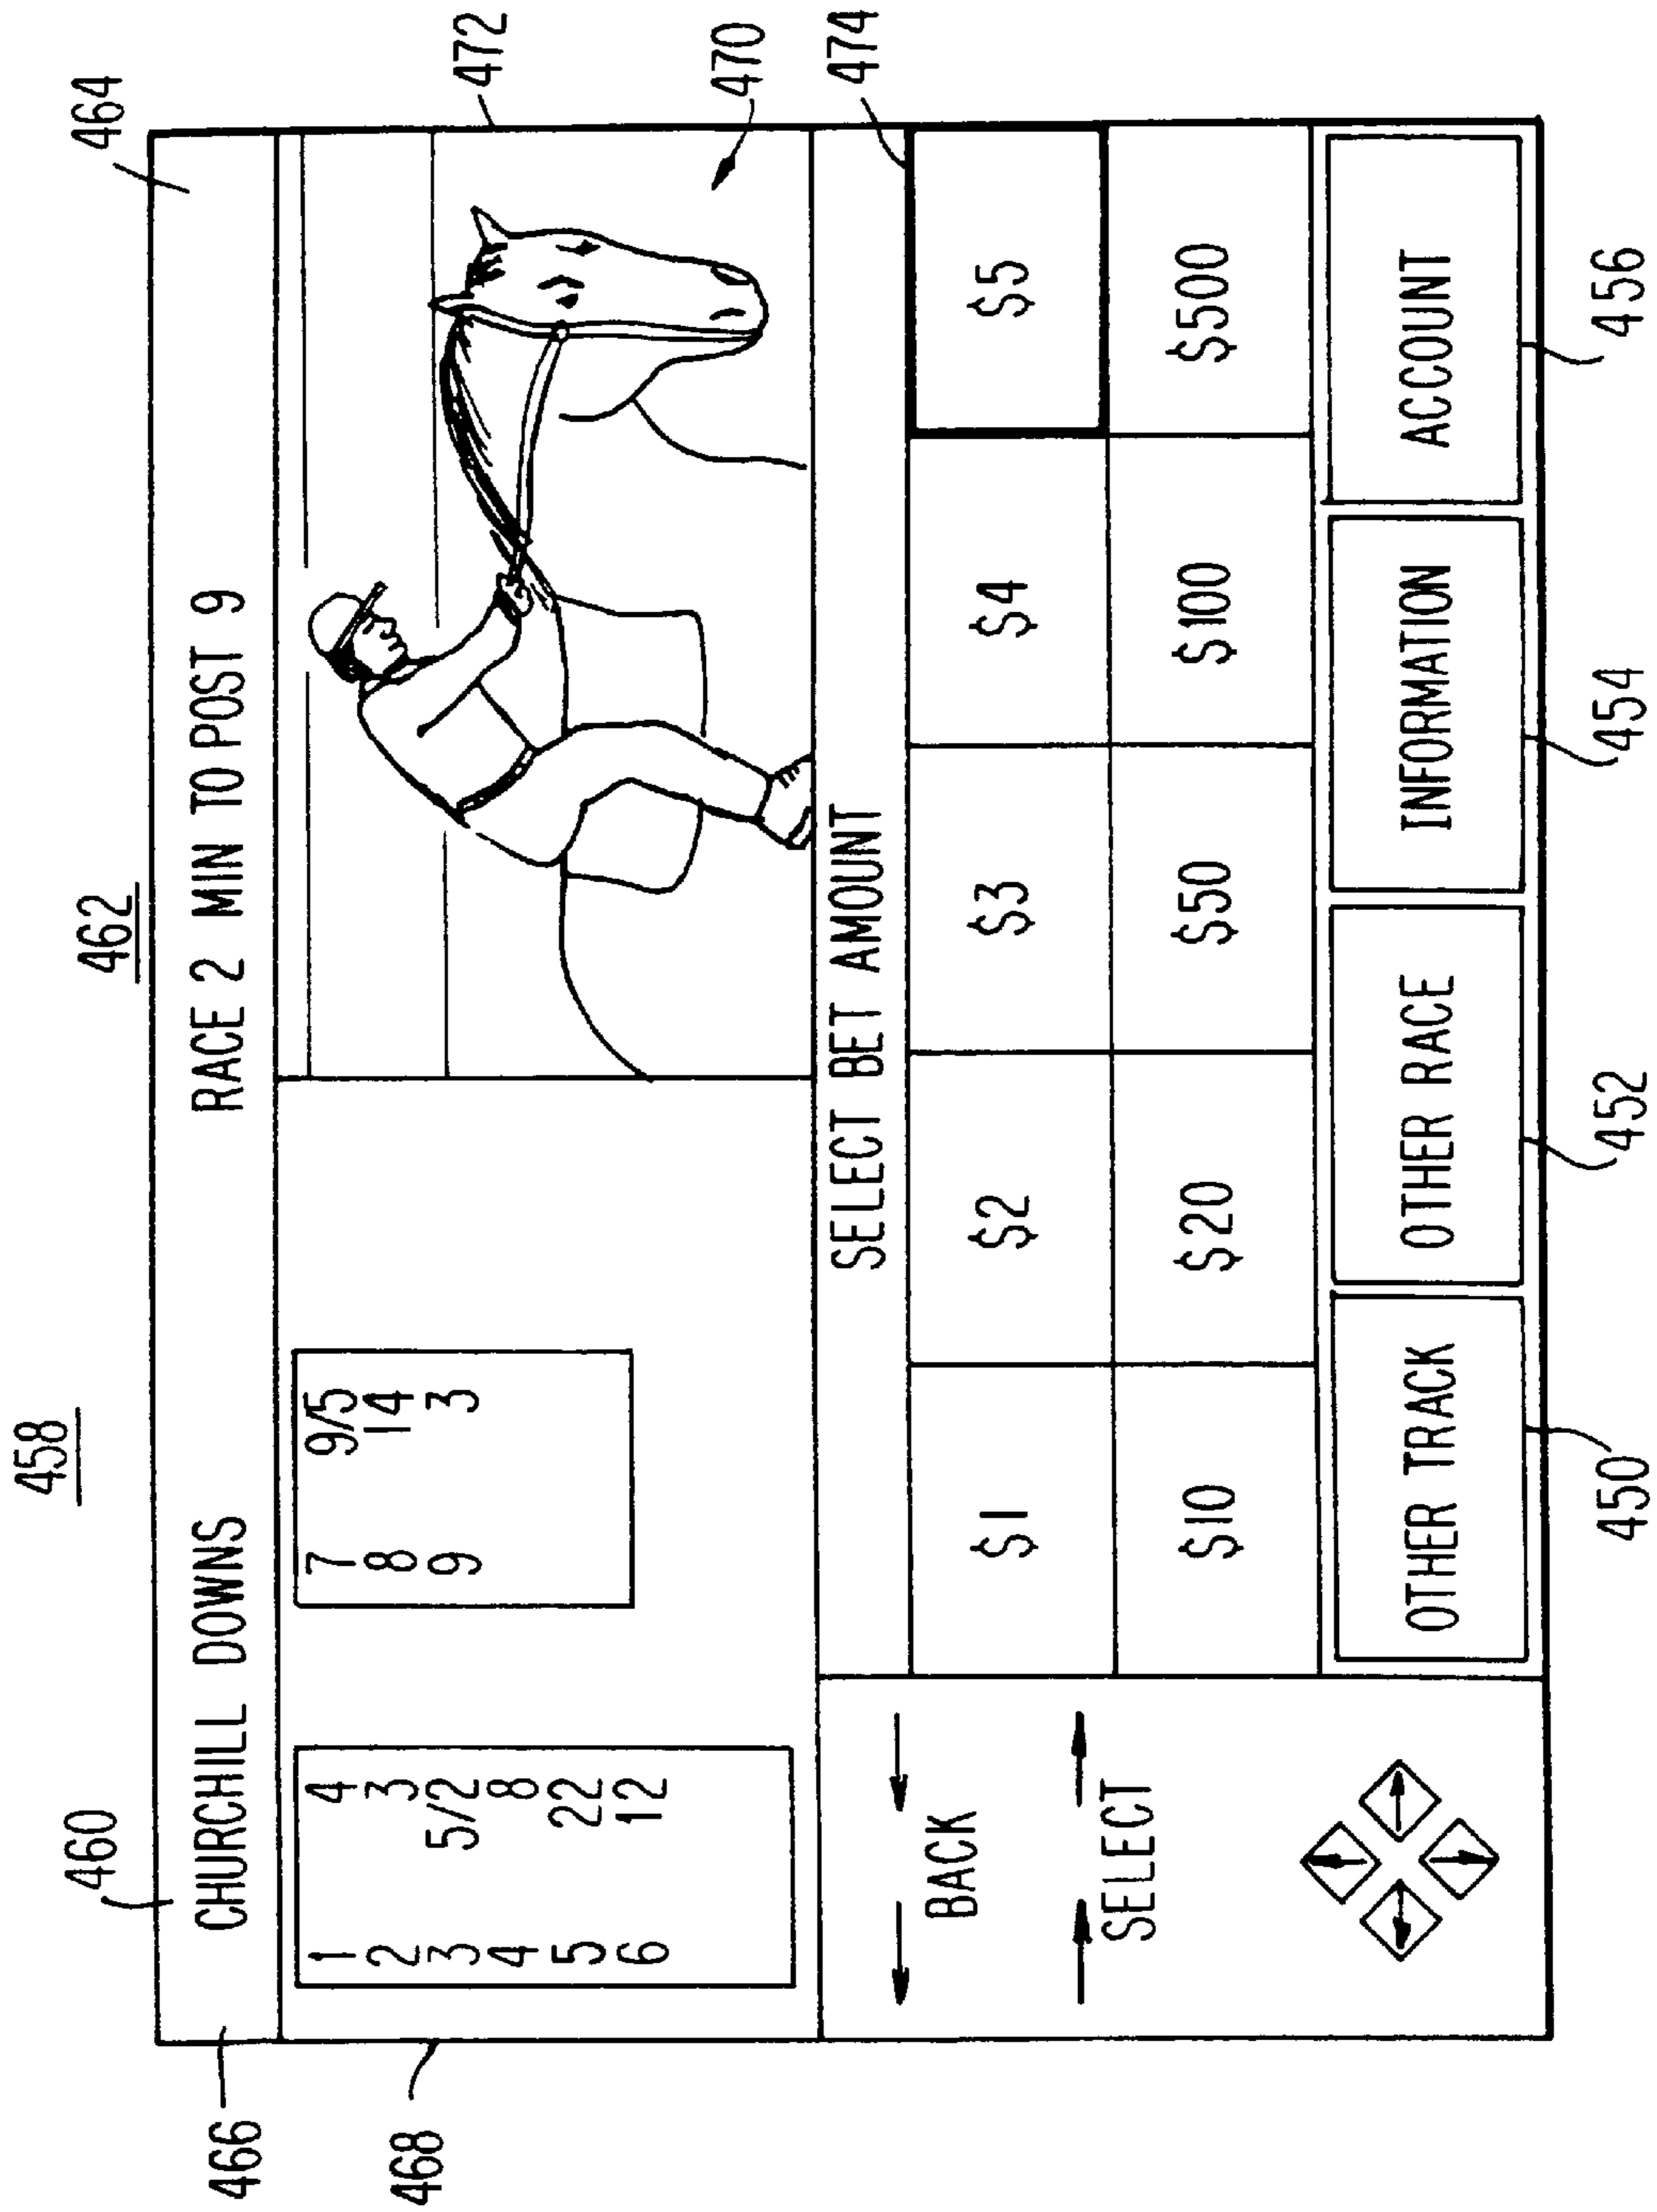 458
462
460
464
466
CHURCHILL DOWNS RACE 2 MIN TO POST 9
472
468
1 4
2 3
3 5/2
4 8
5 22
6 12
7 9/5
8 14
9 3
470
474
SELECT BET AMOUNT
BACK
SELECT
$1 $2 $3 $4 $5
$10 $20 $50 $100 $500
OTHER TRACK OTHER RACE INFORMATION ACCOUNT
450 452 454 456